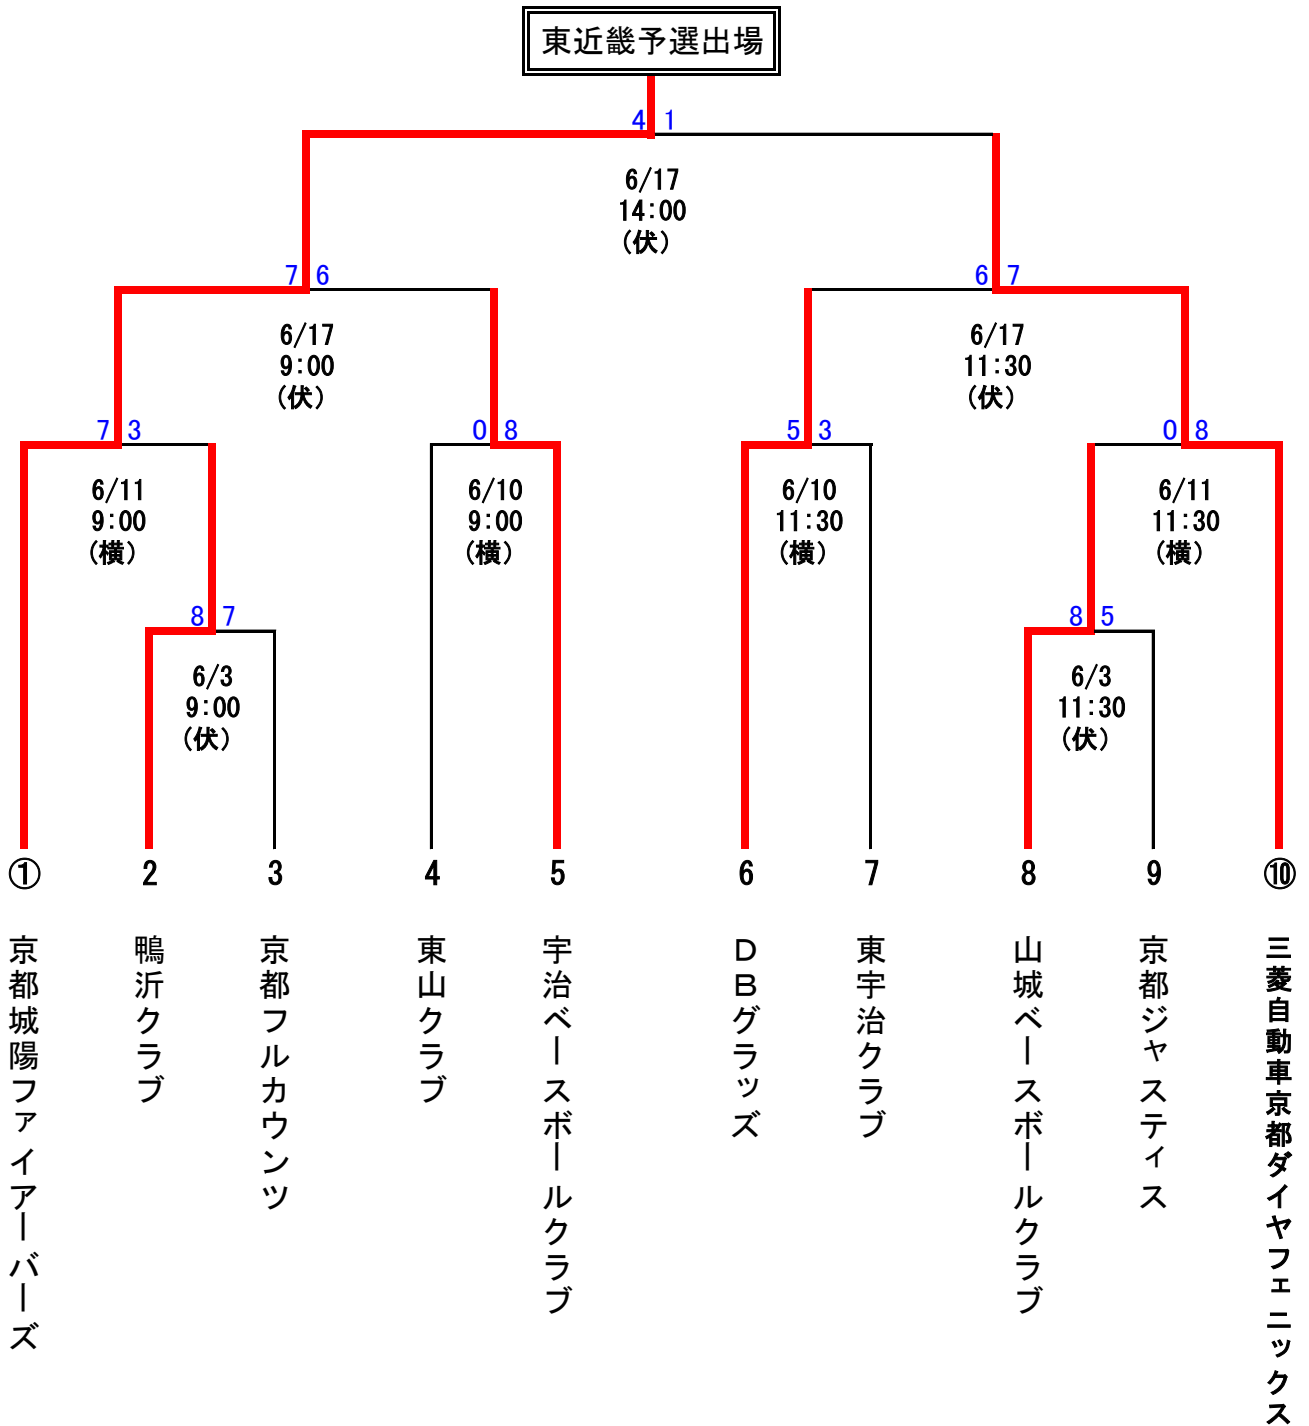 東近畿予選出場
4 1
6/17
14:00
(伏)
7 6
6 7
6/17
9:00
(伏)
6/17
11:30
(伏)
7 3
0 8
5 3
0 8
6/11
9:00
(横)
6/10
9:00
(横)
6/10
11:30
(横)
6/11
11:30
(横)
8 7
8 5
6/3
9:00
(伏)
6/3
11:30
(伏)
① 2 3 4 5 6 7 8 9 ⑩
京都城陽ファイアーバーズ
鴨沂クラブ
京都フルカウンツ
東山クラブ
宇治ベースボールクラブ
DBグラッズ
東宇治クラブ
山城ベースボールクラブ
京都ジャスティス
三菱自動車京都ダイヤフェニックス